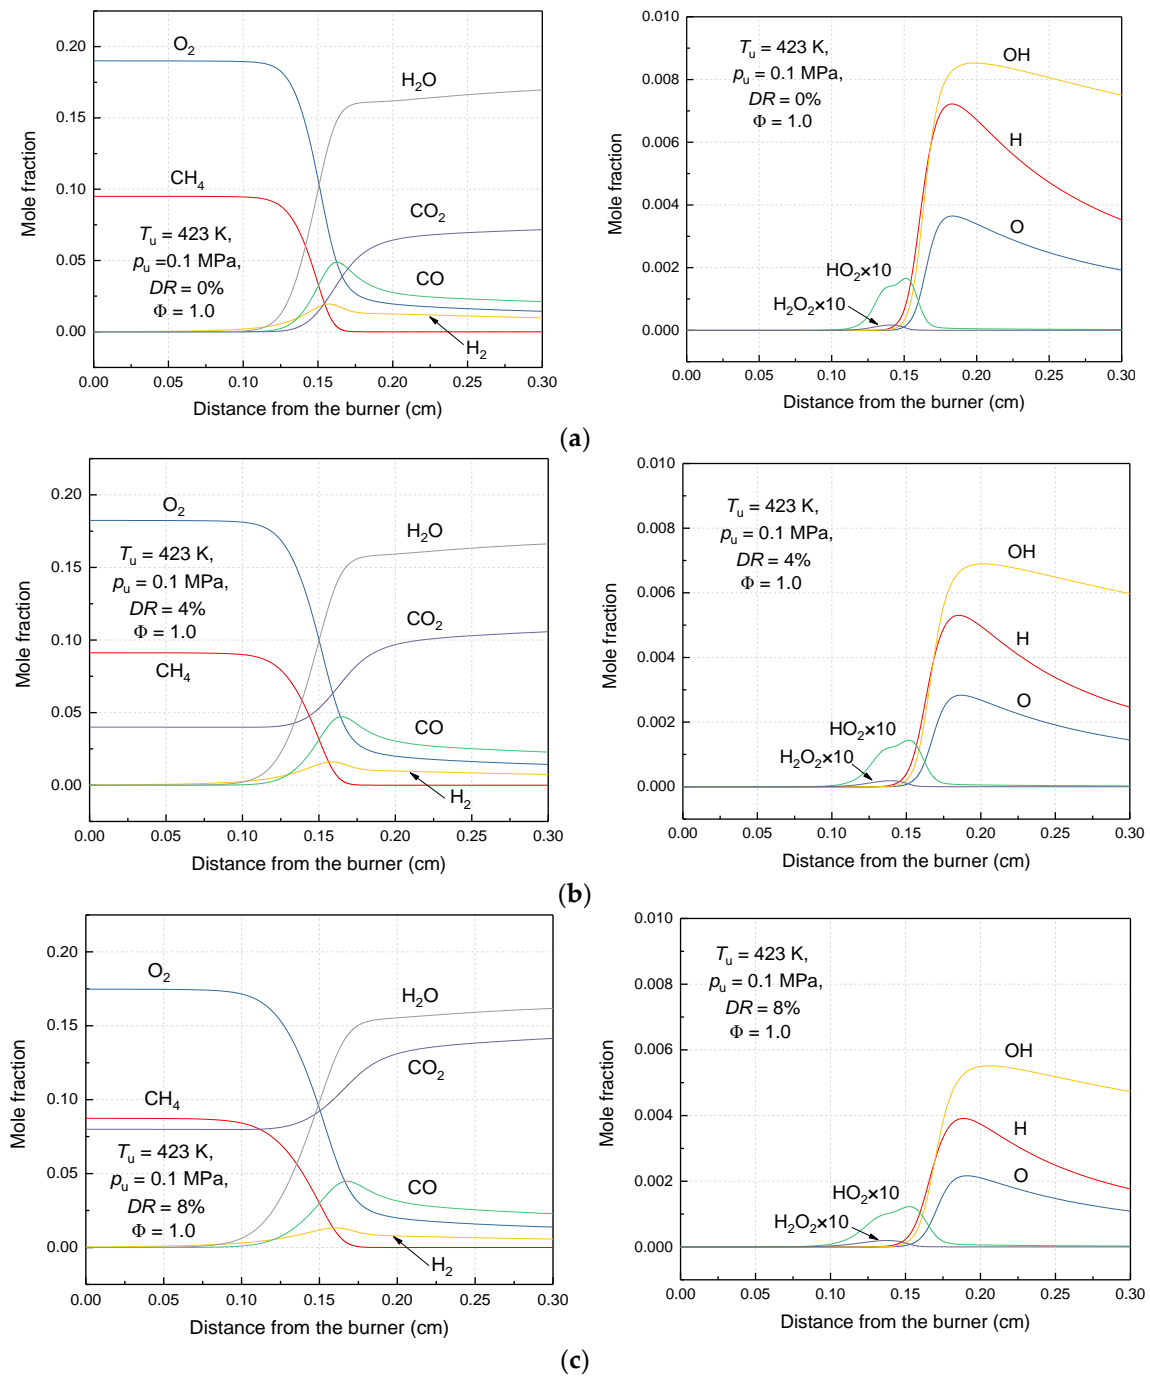 0.20
0.15
0.10
0.05
0.00
Mole fraction
O2
H2O
CH4
CO2
Tu = 423 K,
pu =0.1 MPa,
DR = 0%
Φ = 1.0
CO
H2
0.00 0.05 0.10 0.15 0.20 0.25 0.30
Distance from the burner (cm)
0.010
0.008
0.006
0.004
0.002
0.000
Mole fraction
Tu = 423 K,
pu = 0.1 MPa,
DR = 0%
Φ = 1.0
OH
H
O
HO2×10
H2O2×10
0.00 0.05 0.10 0.15 0.20 0.25 0.30
Distance from the burner (cm)
(a)
0.20
0.15
0.10
0.05
0.00
Mole fraction
O2
H2O
Tu = 423 K,
pu = 0.1 MPa,
DR = 4%
Φ = 1.0
CO2
CH4
CO
H2
0.00 0.05 0.10 0.15 0.20 0.25 0.30
Distance from the burner (cm)
0.010
0.008
0.006
0.004
0.002
0.000
Mole fraction
Tu = 423 K,
pu = 0.1 MPa,
DR = 4%
Φ = 1.0
OH
H
O
HO2×10
H2O2×10
0.00 0.05 0.10 0.15 0.20 0.25 0.30
Distance from the burner (cm)
(b)
0.20
0.15
0.10
0.05
0.00
Mole fraction
O2
H2O
CO2
CH4
Tu = 423 K,
pu = 0.1 MPa,
DR = 8%
Φ = 1.0
CO
H2
0.00 0.05 0.10 0.15 0.20 0.25 0.30
Distance from the burner (cm)
0.010
0.008
0.006
0.004
0.002
0.000
Mole fraction
Tu = 423 K,
pu = 0.1 MPa,
DR = 8%
Φ = 1.0
OH
H
O
HO2×10
H2O2×10
0.00 0.05 0.10 0.15 0.20 0.25 0.30
Distance from the burner (cm)
(c)